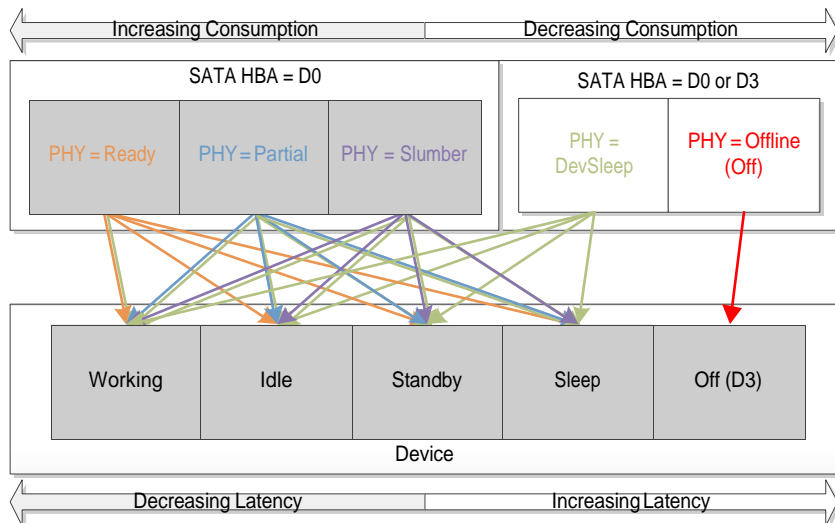 Increasing Consumption
Decreasing Consumption
SATA HBA = D0
SATA HBA = D0 or D3
PHY = Ready
PHY = Partial
PHY = Slumber
PHY =
DevSleep
PHY = Offline
(Off)
Working
Idle
Standby
Sleep
Off (D3)
Device
Decreasing Latency
Increasing Latency